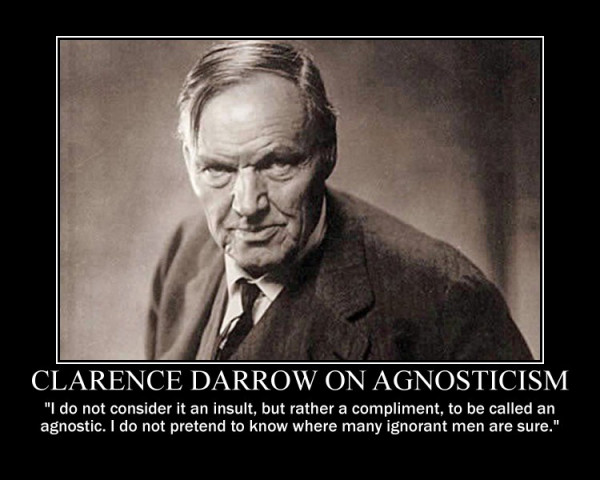 CLARENCE DARROW ON AGNOSTICISM
"I do not consider it an insult, but rather a compliment, to be called an
agnostic. I do not pretend to know where many ignorant men are sure."